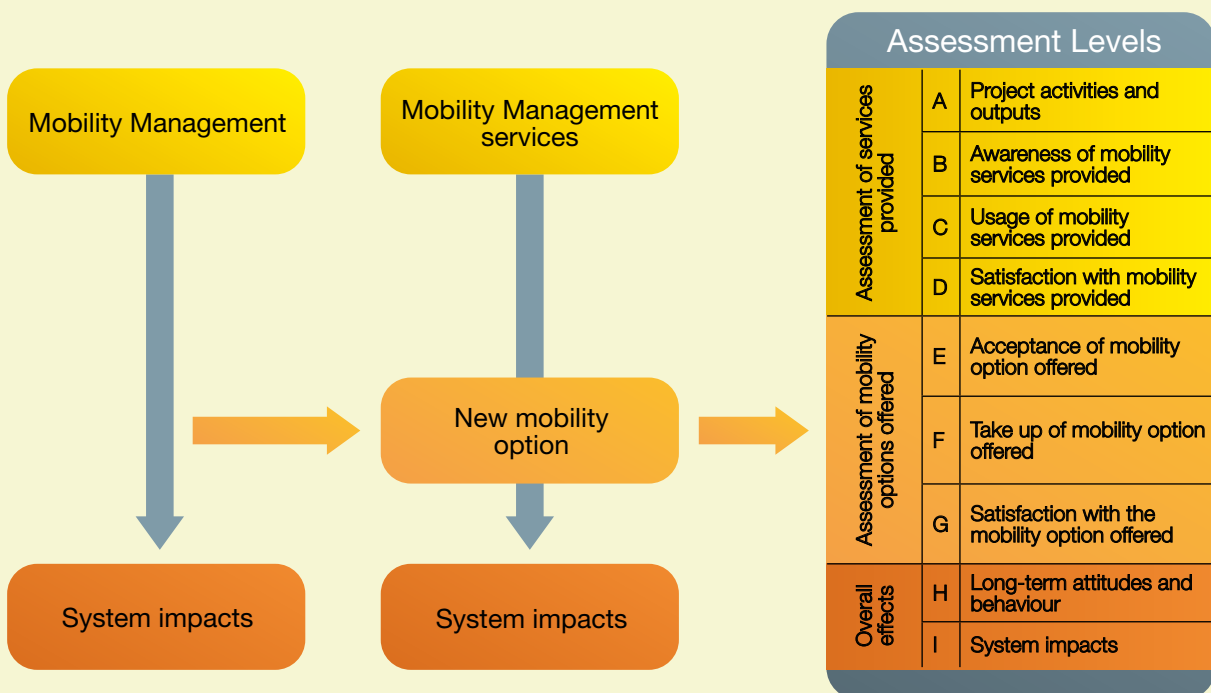 Mobility Management
System impacts
Mobility Management
services
New mobility
option
System impacts
Assessment Levels
Assessment of services
provided
A
Project activities and
outputs
B
Awareness of mobility
services provided
C
Usage of mobility
services provided
D
Satisfaction with mobility
services provided
Assessment of mobility
options offered
E
Acceptance of mobility
option offered
F
Take up of mobility option
offered
G
Satisfaction with the
mobility option offered
Overall
effects
H
Long-term attitudes and
behaviour
I
System impacts